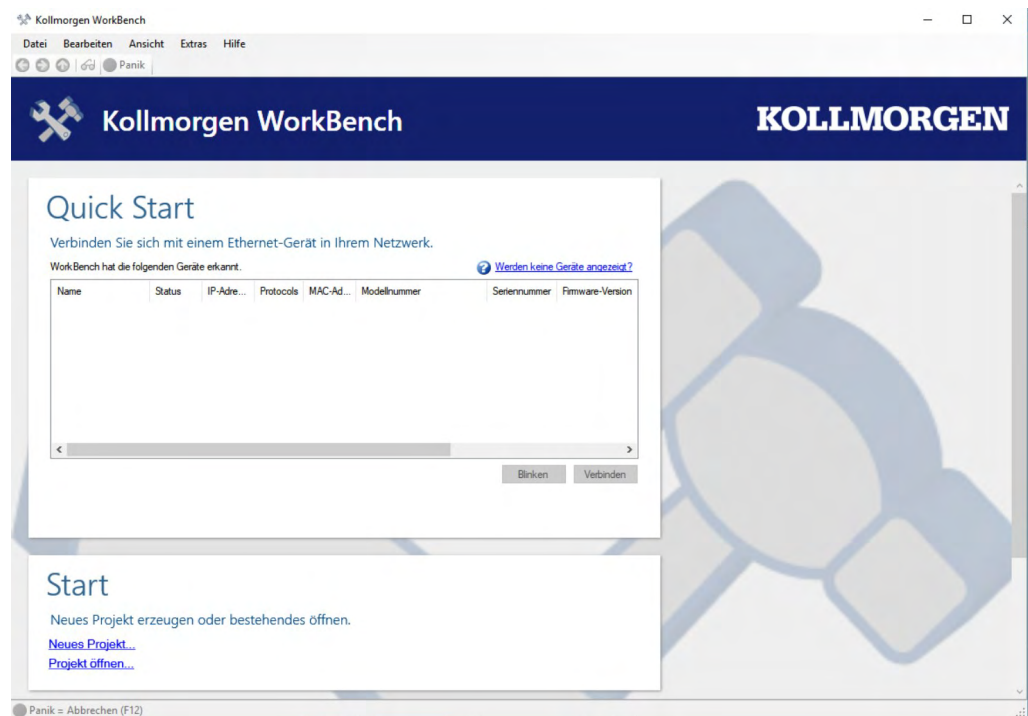 Kollmorgen WorkBench
Datei Bearbeiten Ansicht Extras Hilfe
Panik
Kollmorgen WorkBench
KOLLMORGEN
Quick Start
Verbinden Sie sich mit einem Ethernet-Gerät in Ihrem Netzwerk.
WorkBench hat die folgenden Geräte erkannt.
? Werden keine Geräte angezeigt?
Name Status IP-Adre... Protocols MAC-Ad... Modellnummer Seriennummer Firmware-Version
Blinken Verbinden
Start
Neues Projekt erzeugen oder bestehendes öffnen.
Neues Projekt...
Projekt öffnen...
Panik = Abbrechen (F12)